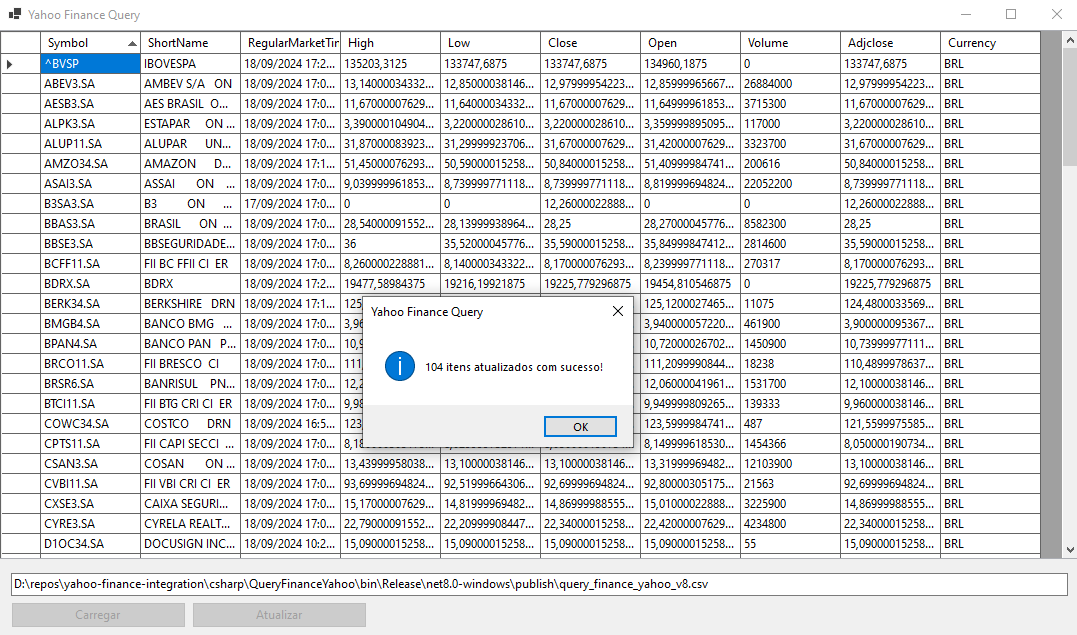 Yahoo Finance Query
Symbol ShortName RegularMarketTir High Low Close Open Volume Adjclose Currency
^BVSP IBOVESPA 18/09/2024 17:2... 135203,3125 133747,6875 133747,6875 134960,1875 0 133747,6875 BRL
ABEV3.SA AMBEV S/A ON 18/09/2024 17:0... 13,14000034332... 12,85000038146... 12,97999954223... 12,85999965667... 26884000 12,97999954223... BRL
AESB3.SA AES BRASIL O... 18/09/2024 17:0... 11,67000007629... 11,64000034332... 11,67000007629... 11,64999961853... 3715300 11,67000007629... BRL
ALPK3.SA ESTAPAR ON ... 18/09/2024 17:0... 3,390000104904... 3,220000028610... 3,220000028610... 3,359999895095... 117000 3,220000028610... BRL
ALUP11.SA ALUPAR UN... 18/09/2024 17:0... 31,87000083923... 31,29999923706... 31,67000007629... 31,42000007629... 3323700 31,67000007629... BRL
AMZO34.SA AMAZON D... 18/09/2024 17:1... 51,45000076293... 50,59000015258... 50,84000015258... 51,40999984741... 200616 50,84000015258... BRL
ASAI3.SA ASSAI ON ... 18/09/2024 17:0... 9,039999961853... 8,739999771118... 8,739999771118... 8,819999694824... 22052200 8,739999771118... BRL
B3SA3.SA B3 ON ... 17/09/2024 17:0... 0 0 12,26000022888... 0 0 12,26000022888... BRL
BBAS3.SA BRASIL ON ... 18/09/2024 17:0... 28,54000091552... 28,13999938964... 28,25 28,27000045776... 8582300 28,25 BRL
BBSE3.SA BBSEGURIDADE... 18/09/2024 17:0... 36 35,52000045776... 35,59000015258... 35,84999847412... 2814600 35,59000015258... BRL
BCFF11.SA FII BC FFII CI ER 18/09/2024 17:0... 8,260000228881... 8,140000343322... 8,170000076293... 8,239999771118... 270317 8,170000076293... BRL
BDRX.SA BDRX 18/09/2024 17:2... 19477,58984375 19216,19921875 19225,779296875 19454,810546875 0 19225,779296875 BRL
BERK34.SA BERKSHIRE DRN 18/09/2024 17:1... 125 125,1200027465... 11075 124,4800033569... BRL
BMGB4.SA BANCO BMG ... 18/09/2024 17:0... 3,96 3,940000057220... 461900 3,900000095367... BRL
BPAN4.SA BANCO PAN P... 18/09/2024 17:0... 10,9 10,72000026702... 1450900 10,73999977111... BRL
BRCO11.SA FII BRESCO CI 18/09/2024 17:0... 111, 111,2099990844... 18238 110,4899978637... BRL
BRSR6.SA BANRISUL PN... 18/09/2024 17:0... 12,2 12,06000041961... 1531700 12,10000038146... BRL
BTCI11.SA FII BTG CRI CI ER 18/09/2024 17:0... 9,98 9,949999809265... 139333 9,960000038146... BRL
COWC34.SA COSTCO DRN 18/09/2024 16:5... 123 123,5999984741... 487 121,5599975585... BRL
CPTS11.SA FII CAPI SECCI ... 18/09/2024 17:0... 8,18 8,149999618530... 1454366 8,050000190734... BRL
CSAN3.SA COSAN ON ... 18/09/2024 17:0... 13,43999958038... 13,10000038146... 13,10000038146... 13,31999969482... 12103900 13,10000038146... BRL
CVBI11.SA FII VBI CRI CI ER 18/09/2024 17:0... 93,69999694824... 92,51999664306... 92,69999694824... 92,80000305175... 21563 92,69999694824... BRL
CXSE3.SA CAIXA SEGURI... 18/09/2024 17:0... 15,17000007629... 14,81999969482... 14,86999988555... 15,01000022888... 3225900 14,86999988555... BRL
CYRE3.SA CYRELA REALT... 18/09/2024 17:0... 22,79000091552... 22,20999908447... 22,34000015258... 22,42000007629... 4234800 22,34000015258... BRL
D1OC34.SA DOCUSIGN INC... 18/09/2024 10:2... 15,09000015258... 15,09000015258... 15,09000015258... 15,09000015258... 55 15,09000015258... BRL
Yahoo Finance Query
104 itens atualizados com sucesso!
OK
D:\repos\yahoo-finance-integration\csharp\QueryFinanceYahoo\bin\Release\net8.0-windows\publish\query_finance_yahoo_v8.csv
Carregar Atualizar